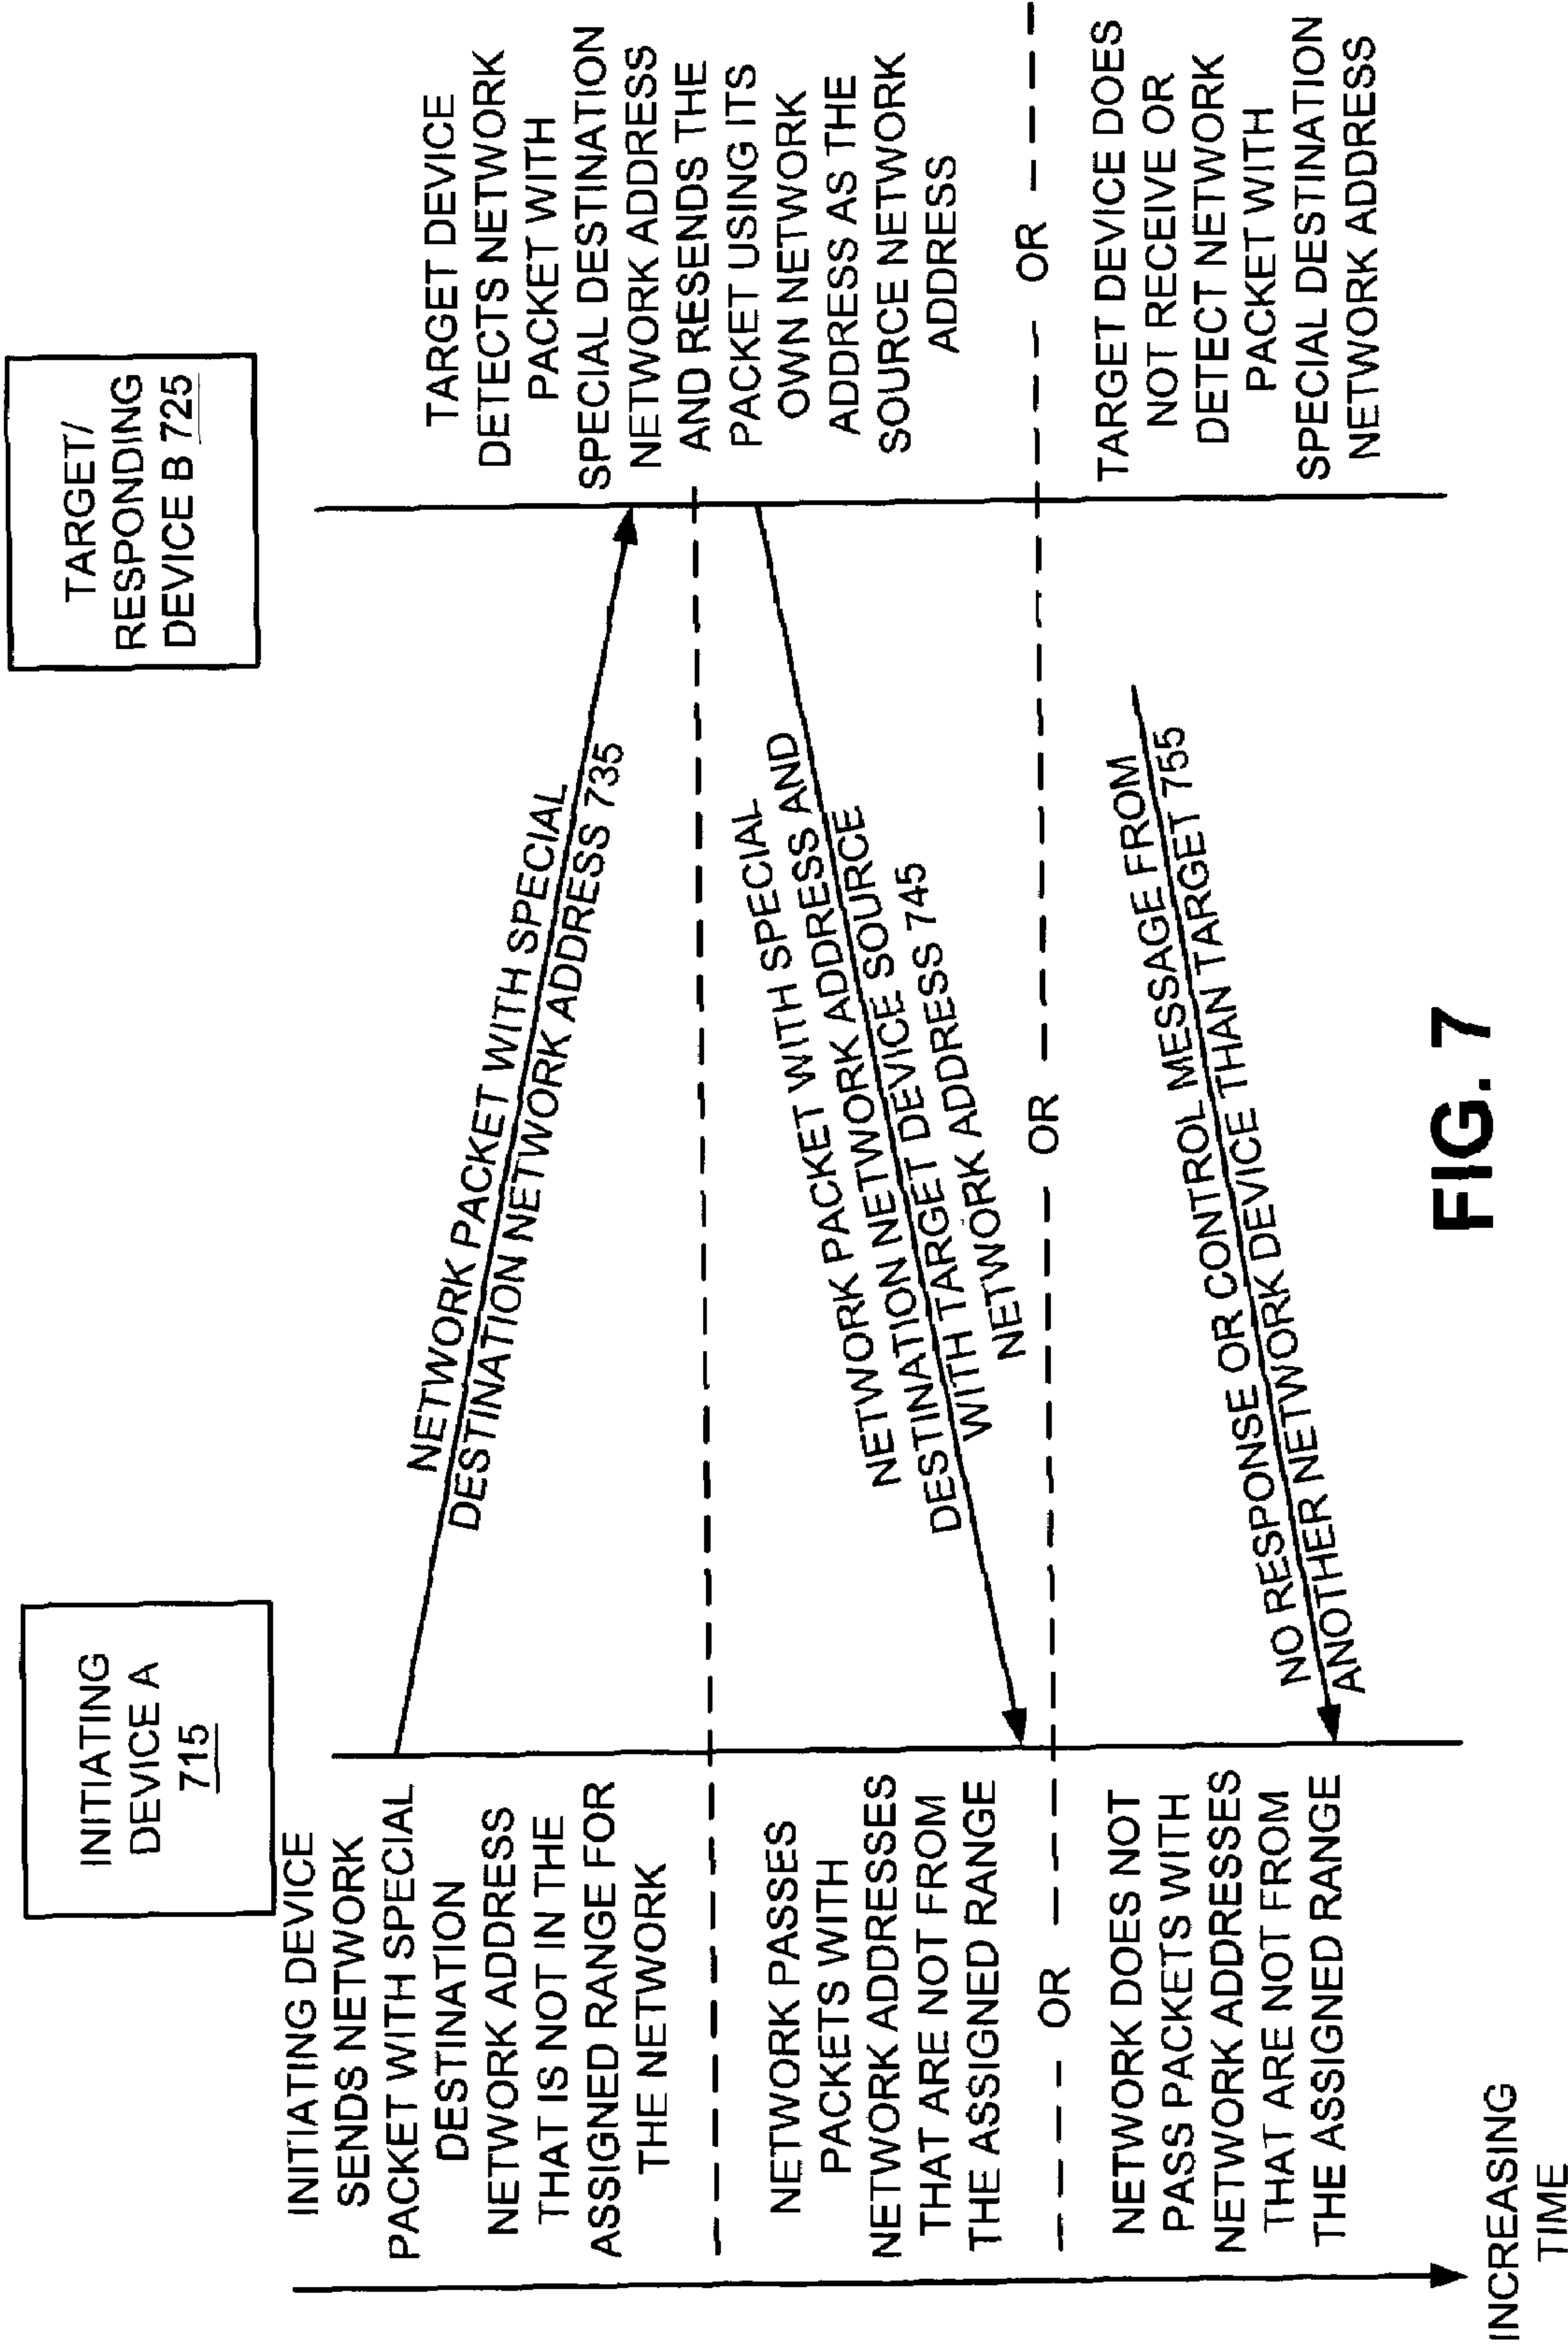 INITIATING
DEVICE A
715
TARGET/
RESPONDING
DEVICE B 725
INITIATING DEVICE
SENDS NETWORK
PACKET WITH SPECIAL
DESTINATION
NETWORK ADDRESS
THAT IS NOT IN THE
ASSIGNED RANGE FOR
THE NETWORK
NETWORK PACKET WITH SPECIAL
DESTINATION NETWORK ADDRESS 735
TARGET DEVICE
DETECTS NETWORK
PACKET WITH
SPECIAL DESTINATION
NETWORK ADDRESS
AND RESENDS THE
PACKET USING ITS
OWN NETWORK
ADDRESS AS THE
SOURCE NETWORK
ADDRESS
NETWORK PASSES
PACKETS WITH
NETWORK ADDRESSES
THAT ARE NOT FROM
THE ASSIGNED RANGE
NETWORK PACKET WITH SPECIAL
NETWORK PACKET WITH SPECIAL
DESTINATION NETWORK ADDRESS AND
WITH TARGET DEVICE SOURCE
NETWORK ADDRESS 745
OR
OR
OR
NETWORK DOES NOT
PASS PACKETS WITH
NETWORK ADDRESSES
THAT ARE NOT FROM
THE ASSIGNED RANGE
NO RESPONSE OR CONTROL MESSAGE FROM
ANOTHER NETWORK DEVICE THAN TARGET 755
TARGET DEVICE DOES
NOT RECEIVE OR
DETECT NETWORK
PACKET WITH
SPECIAL DESTINATION
NETWORK ADDRESS
INCREASING
TIME
FIG. 7